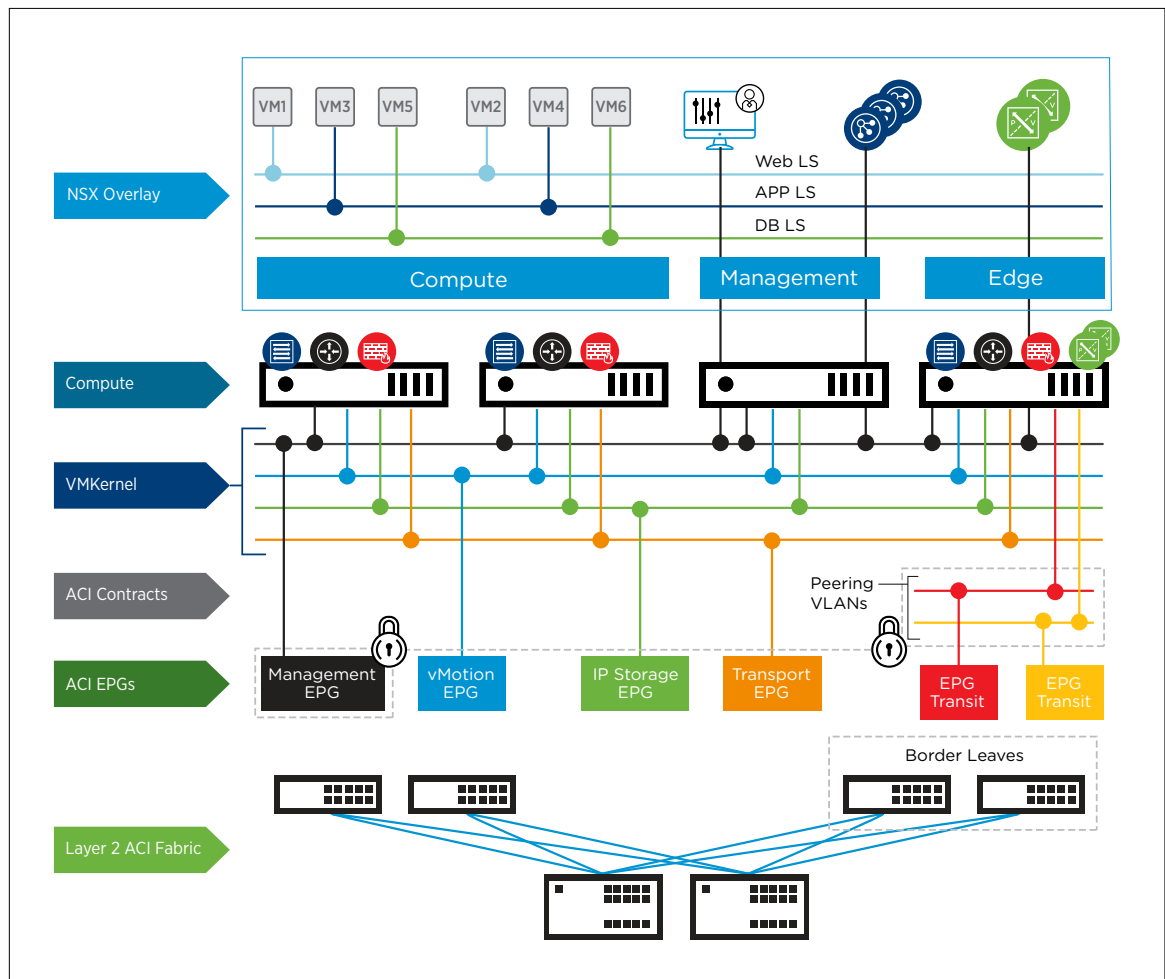 VM1
VM3
VM5
VM2
VM4
VM6
Web LS
NSX Overlay
APP LS
DB LS
Compute
Management
Edge
P
V
Compute
VMKernel
ACI Contracts
Peering
VLANs
ACI EPGs
Management
EPG
vMotion
EPG
IP Storage
EPG
Transport
EPG
EPG
Transit
EPG
Transit
Border Leaves
Layer 2 ACI Fabric